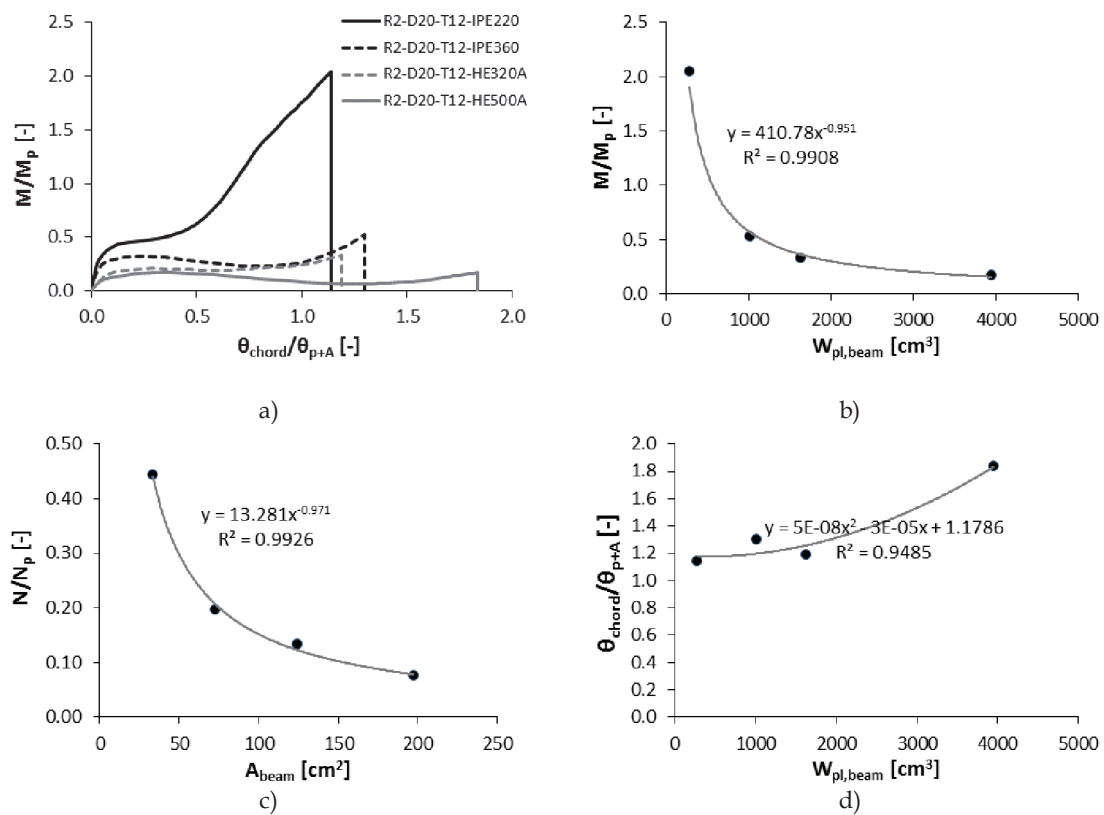 2.5
2.0
1.5
1.0
0.5
0.0
M/Mp [-]
R2-D20-T12-IPE220
R2-D20-T12-IPE360
R2-D20-T12-HE320A
R2-D20-T12-HE500A
0.0 0.5 1.0 1.5 2.0
θchord/θp+A [-]
a)
2.5
2.0
1.5
1.0
0.5
0.0
M/Mp [-]
y = 410.78x^-0.951
R² = 0.9908
0 1000 2000 3000 4000 5000
Wpl,beam [cm³]
b)
0.50
0.40
0.30
0.20
0.10
0.00
N/Np [-]
y = 13.281x^-0.971
R² = 0.9926
0 50 100 150 200 250
Abeam [cm²]
c)
2.0
1.8
1.6
1.4
1.2
1.0
0.8
0.6
0.4
0.2
0.0
θchord/θp+A [-]
y = 5E-08x² - 3E-05x + 1.1786
R² = 0.9485
0 1000 2000 3000 4000 5000
Wpl,beam [cm³]
d)